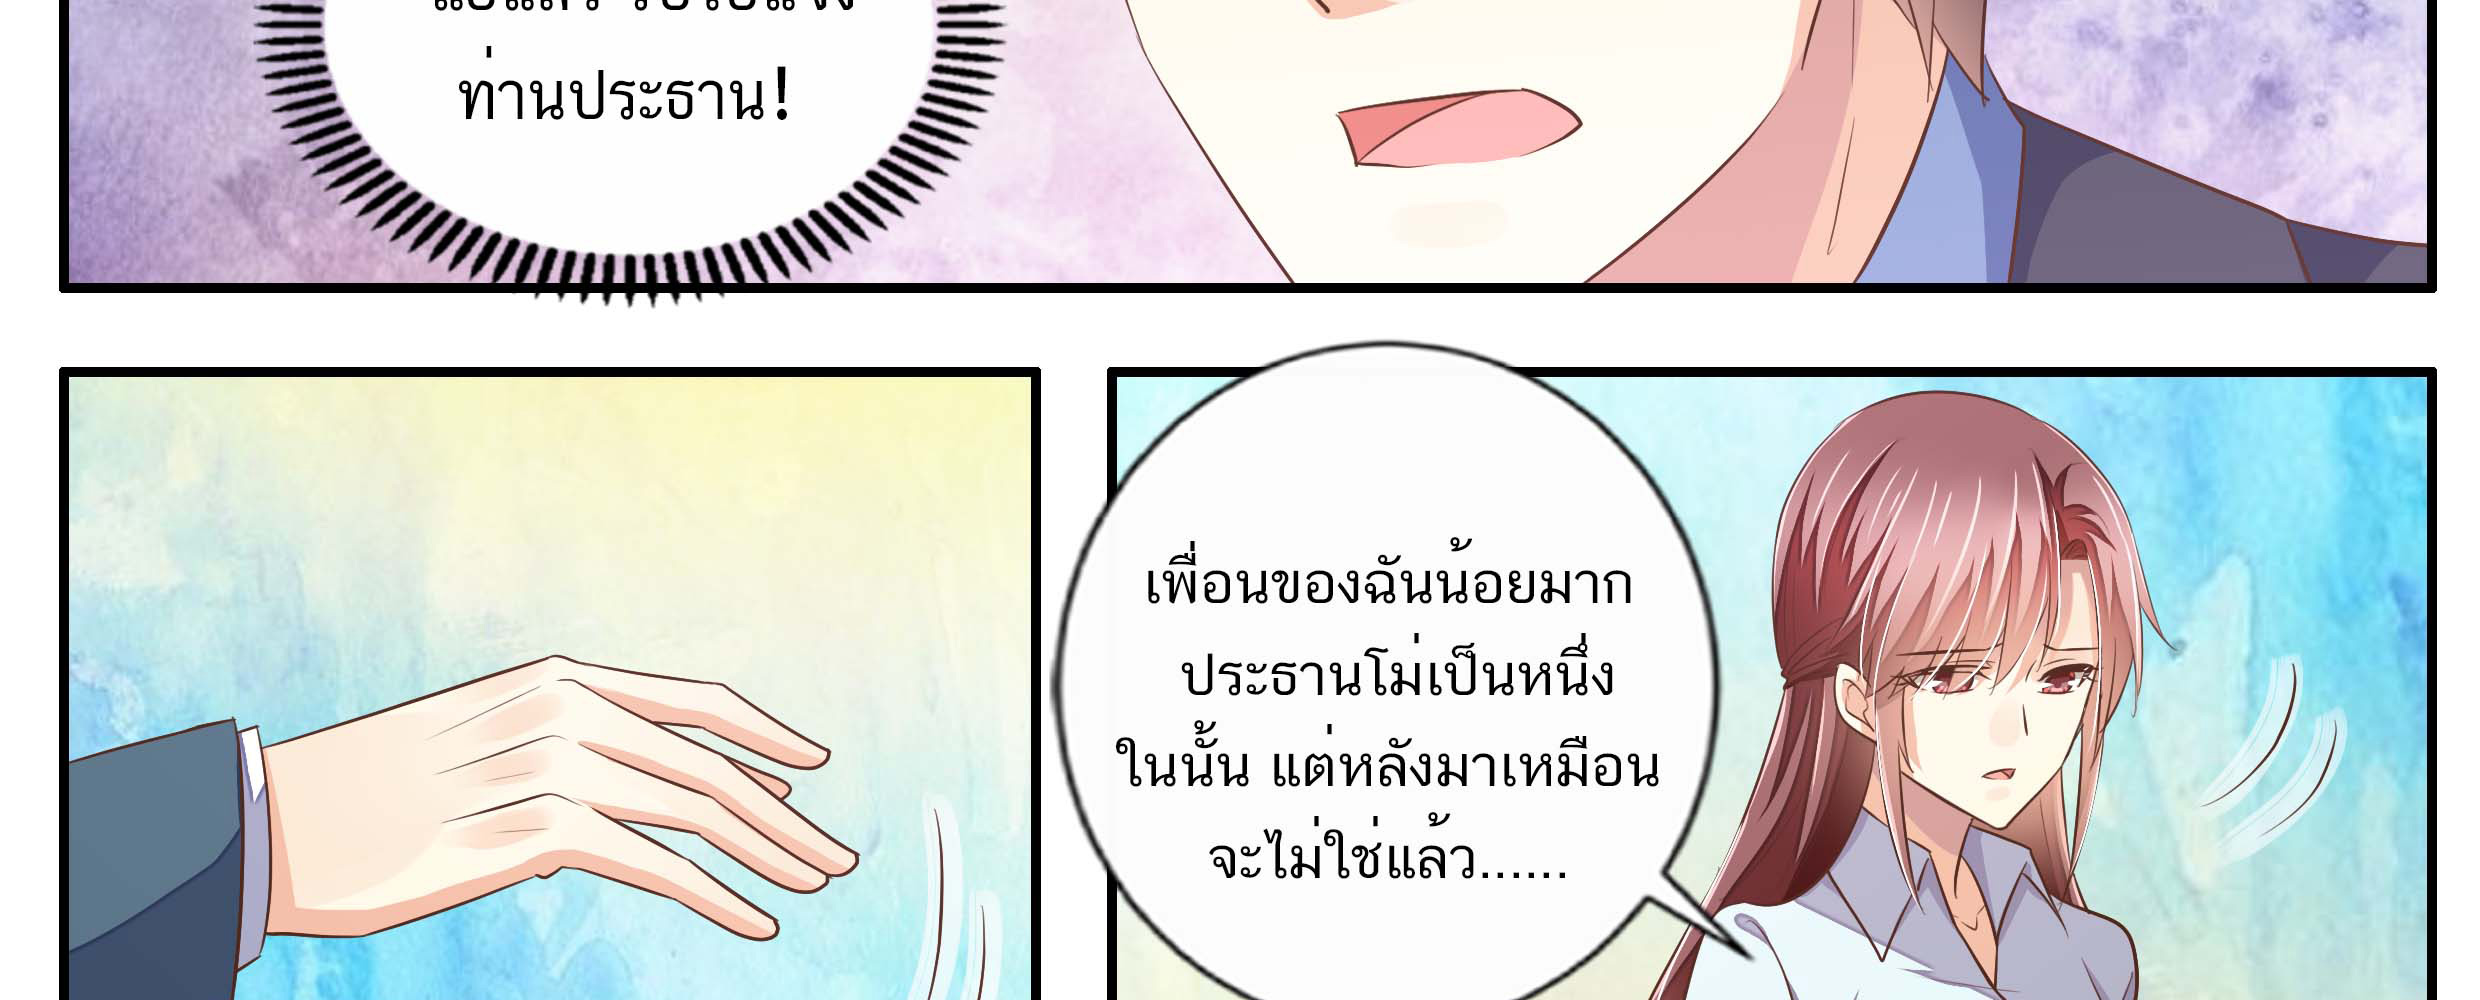 ท่านประธาน!
เพื่อนของฉันน้อยมาก
ประธานโม่เป็นหนึ่ง
ในนั้น แต่หลังมาเหมือน
จะไม่ใช่แล้ว......